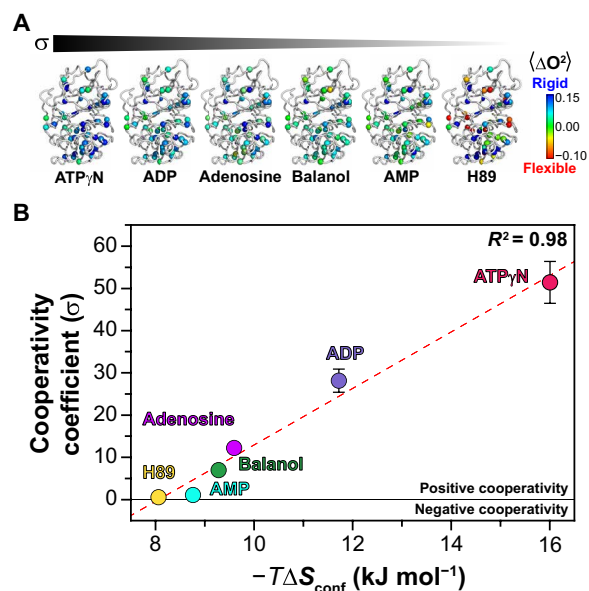 A
σ
⟨ΔO²⟩
Rigid
0.15
0.00
−0.10
Flexible
ATPγN ADP Adenosine Balanol AMP H89
B
R² = 0.98
60
50
40
30
20
10
0
Cooperativity
coefficient (σ)
ATPγN
ADP
Adenosine
Balanol
H89
AMP
Positive cooperativity
Negative cooperativity
8 10 12 14 16
−TΔSconf (kJ mol⁻¹)